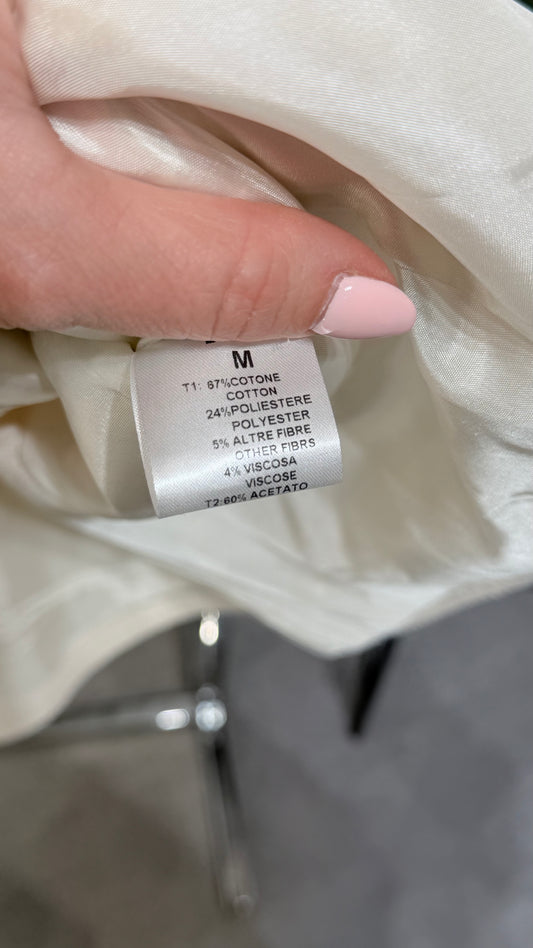 M
T1: 67%COTONE
COTTON
24%POLIESTERE
POLYESTER
5% ALTRE FIBRE
OTHER FIBRS
4% VISCOSA
VISCOSE
T2:60% ACETATO